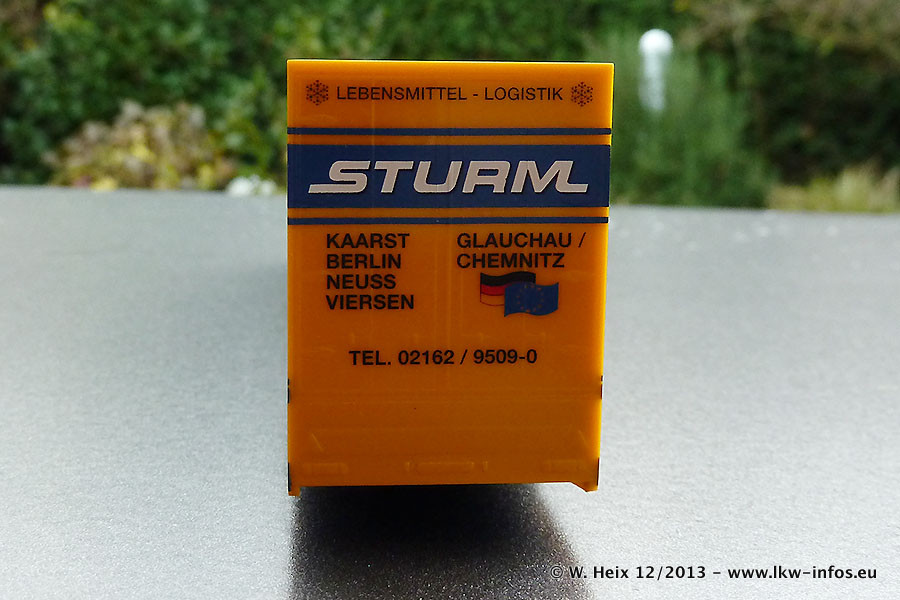 LEBENSMITTEL - LOGISTIK
STURM
KAARST
BERLIN
NEUSS
VIERSEN
GLAUCHAU /
CHEMNITZ
TEL. 02162 / 9509-0
© W. Heix 12/2013 - www.lkw-infos.eu